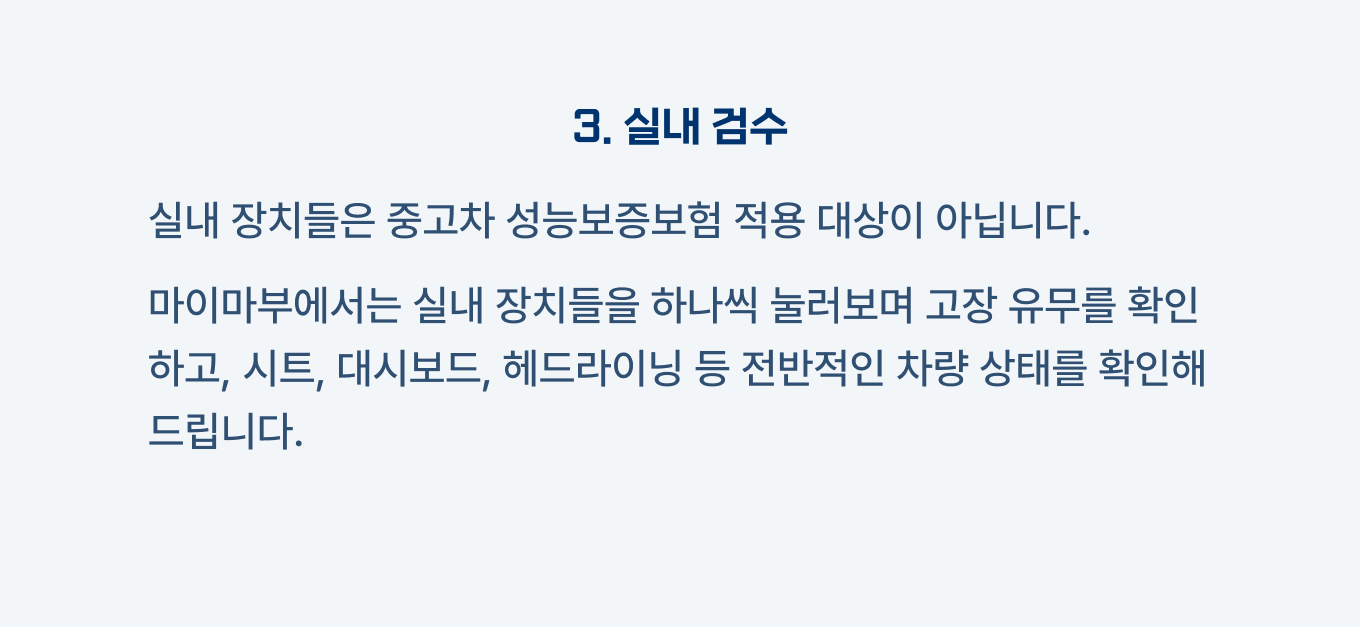 3. 실내 검수
실내 장치들은 중고차 성능보증보험 적용 대상이 아닙니다.
마이마부에서는 실내 장치들을 하나씩 눌러보며 고장 유무를 확인
하고, 시트, 대시보드, 헤드라이닝 등 전반적인 차량 상태를 확인해
드립니다.